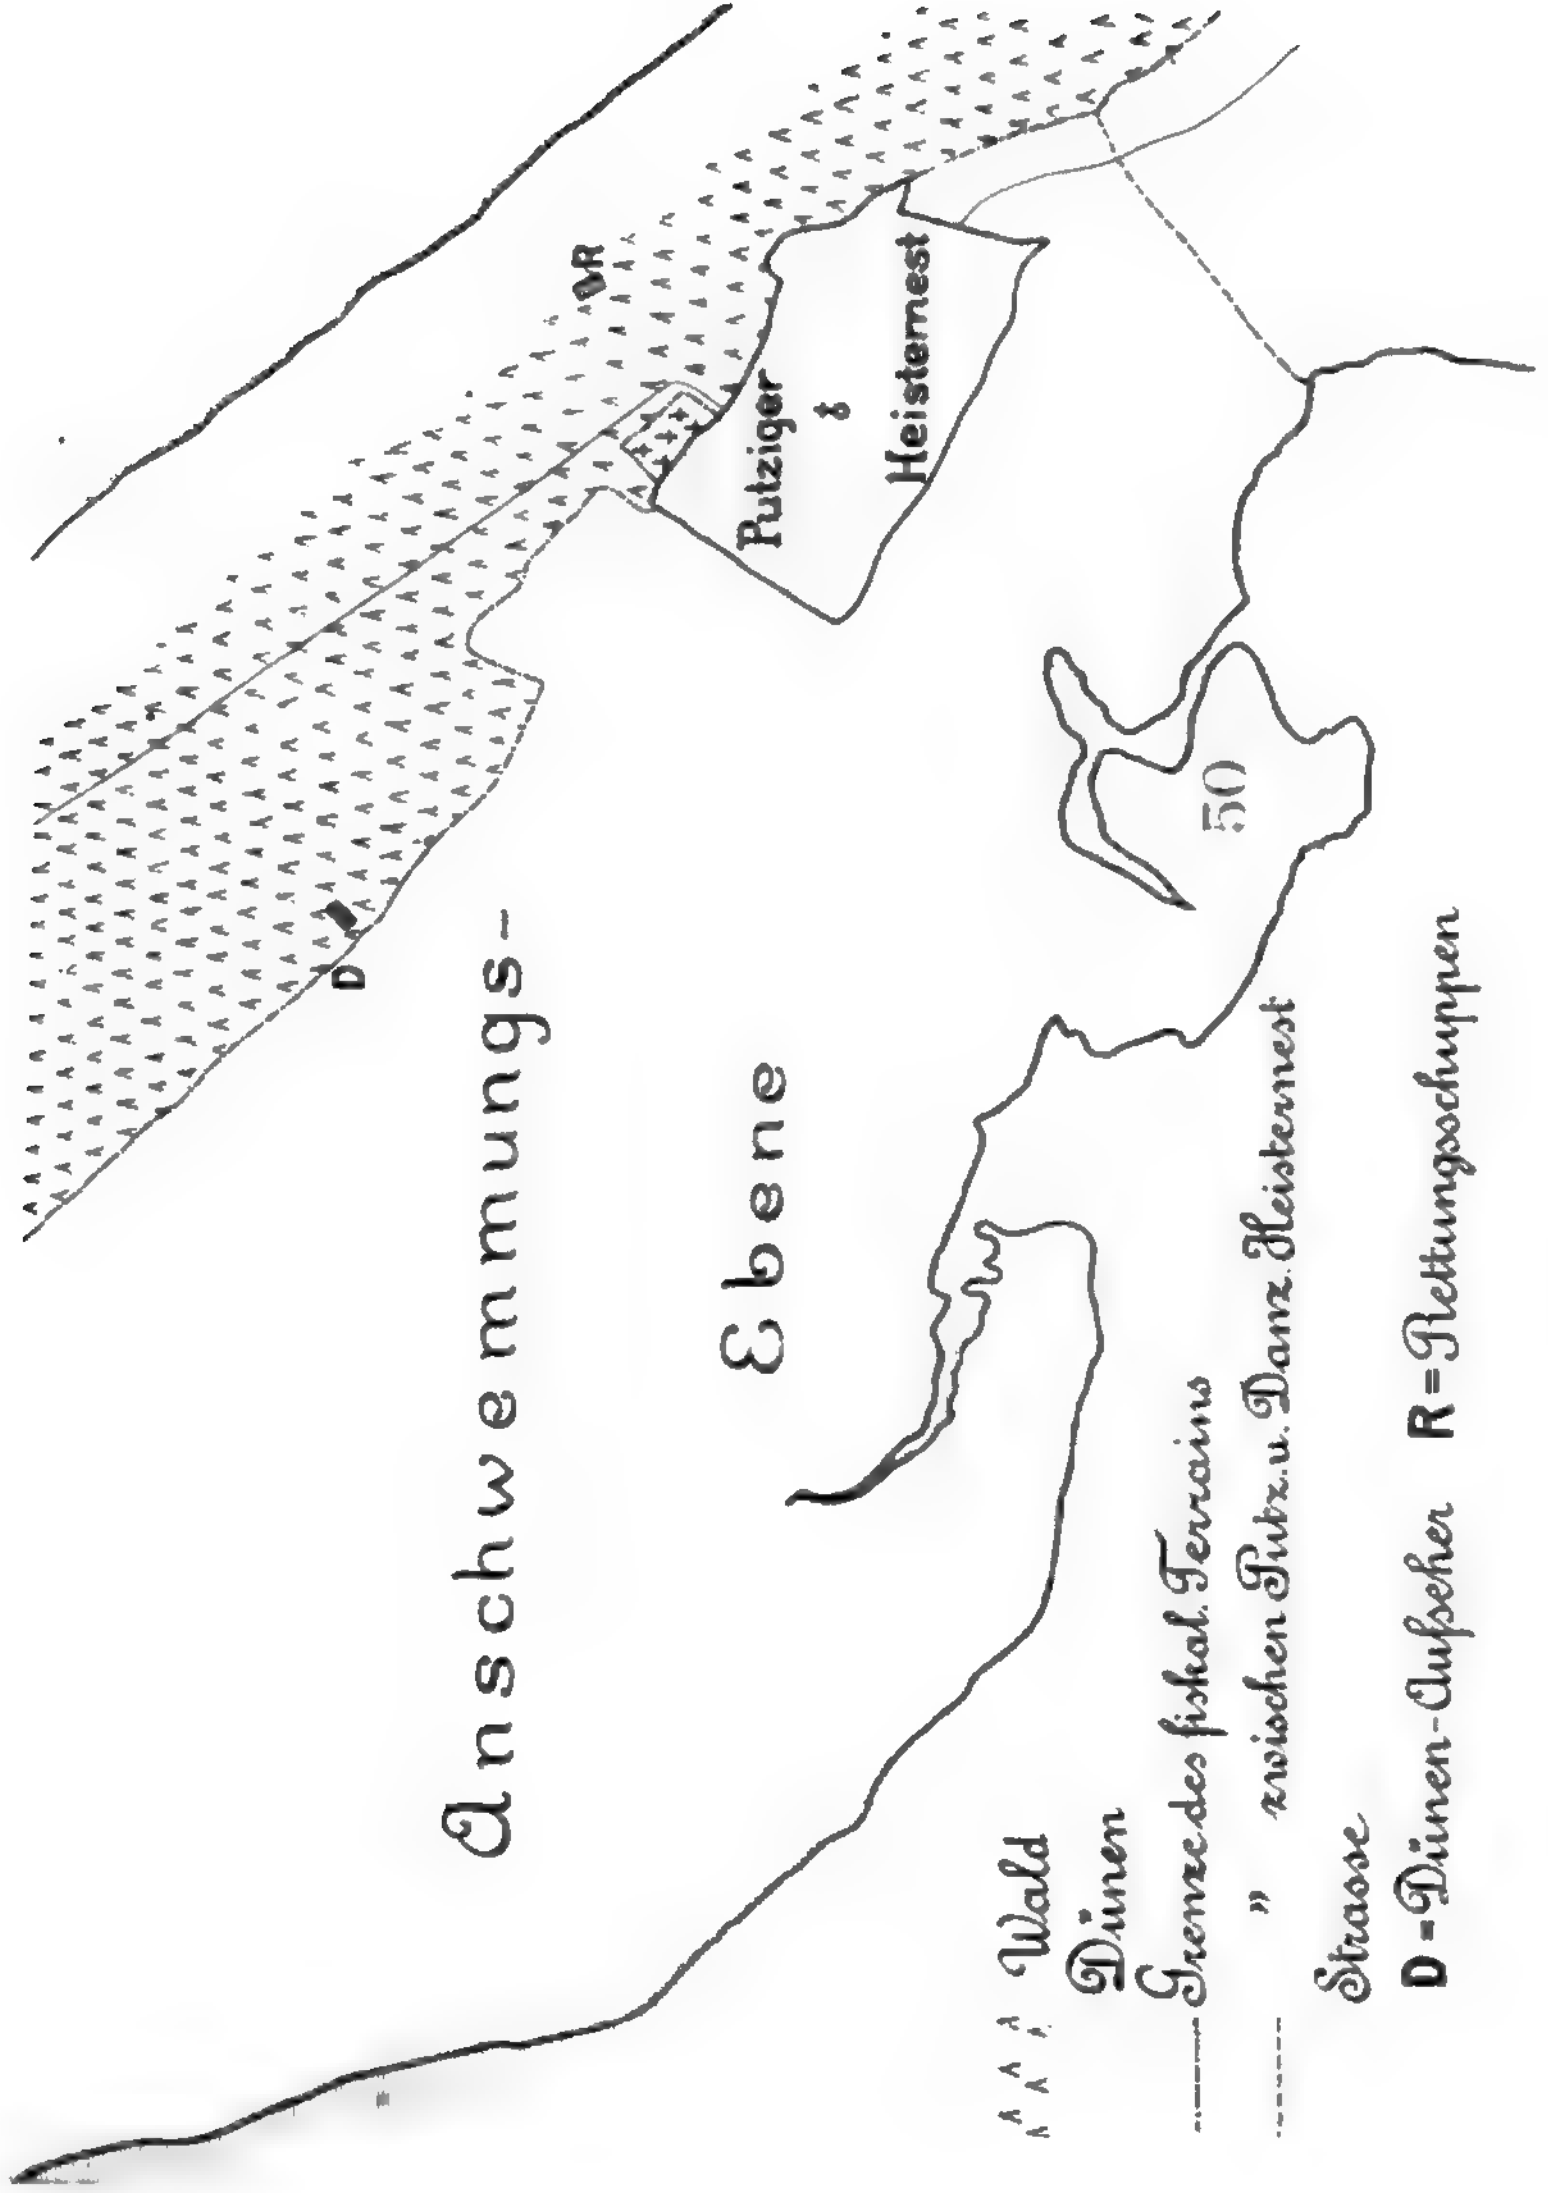 Anschwemmungs-
Ebene
D
R
Putziger
Heisternest
50
Wald
Dünen
Grenze des fiskal. Terrains
" zwischen Putz. u. Danz. Heisternest
Strasse
D = Dünen-Aufseher R = Rettungsschuppen